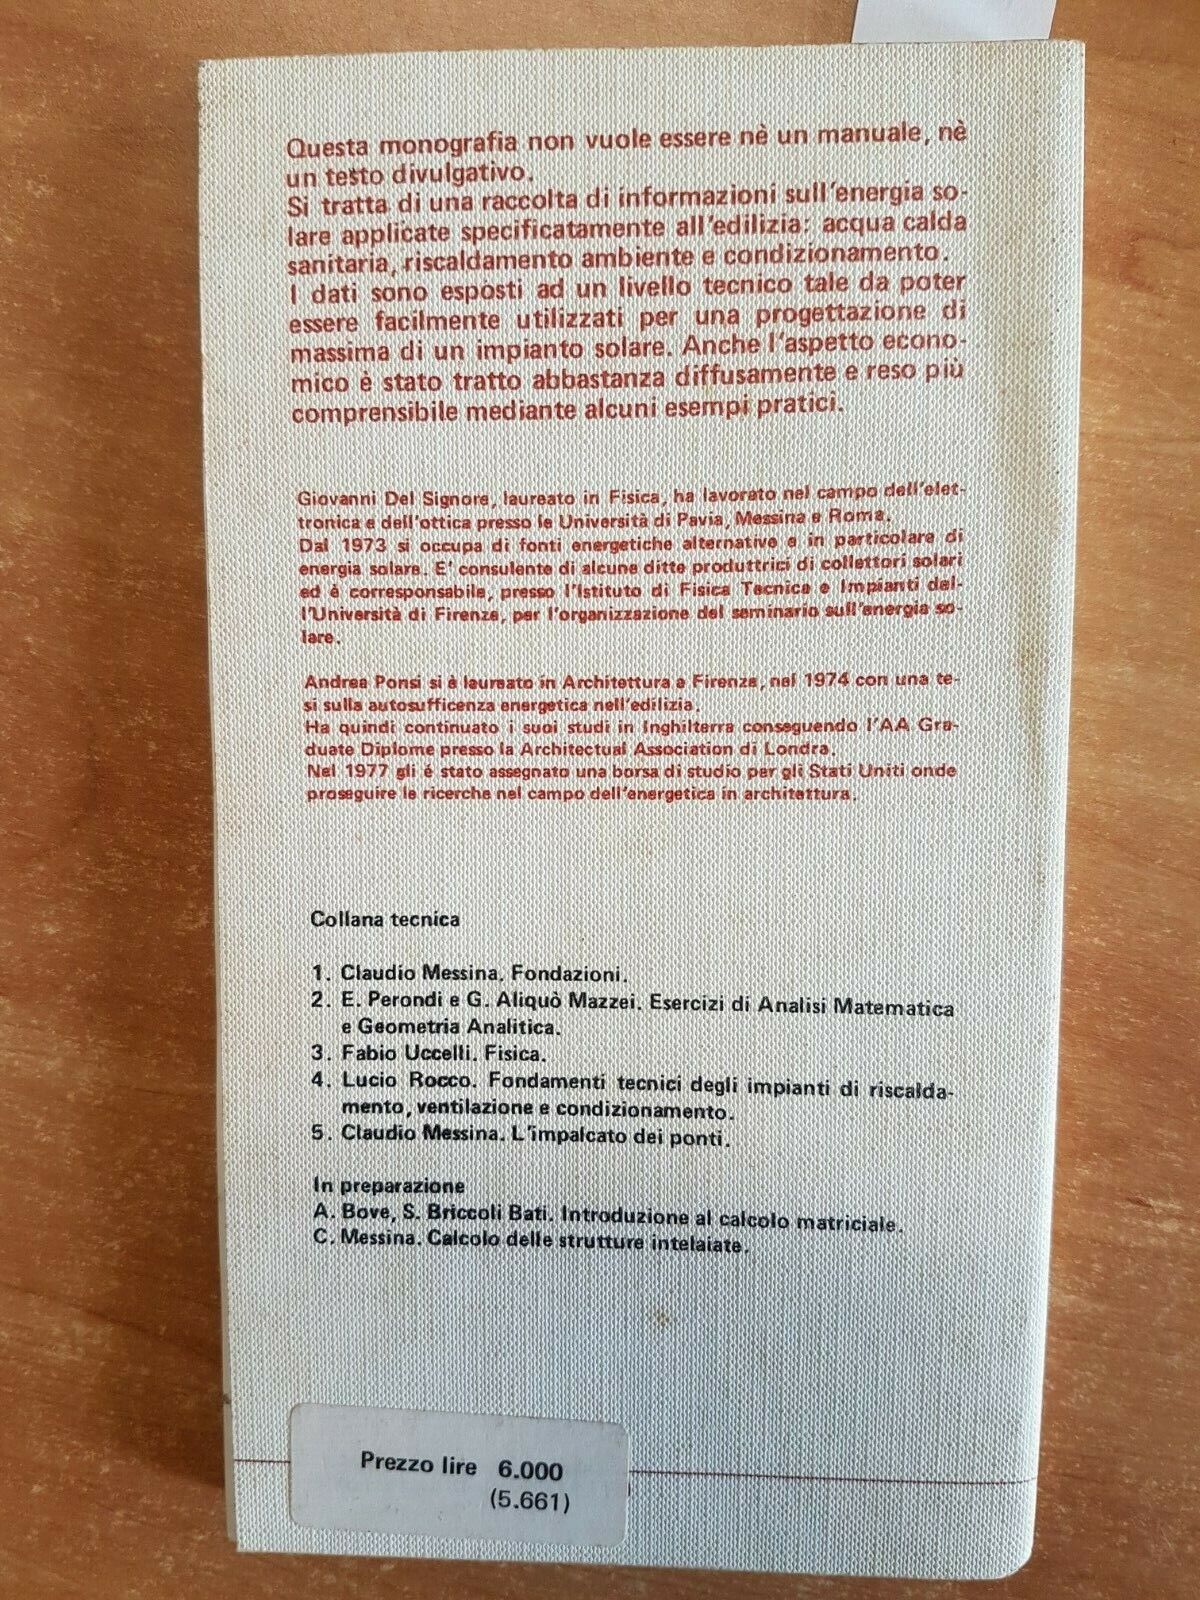 Questa monografia non vuole essere nè un manuale, nè
un testo divulgativo.
Si tratta di una raccolta di informazioni sull'energia so-
lare applicate specificatamente all'edilizia: acqua calda
sanitaria, riscaldamento ambiente e condizionamento.
I dati sono esposti ad un livello tecnico tale da poter
essere facilmente utilizzati per una progettazione di
massima di un impianto solare. Anche l'aspetto econo-
mico è stato tratto abbastanza diffusamente e reso più
comprensibile mediante alcuni esempi pratici.
Giovanni Del Signore, laureato in Fisica, ha lavorato nel campo dell'elet-
tronica e dell'ottica presso le Università di Pavia, Messina e Roma.
Dal 1973 si occupa di fonti energetiche alternative e in particolare di
energia solare. E' consulente di alcune ditte produttrici di collettori solari
ed è corresponsabile, presso l'Istituto di Fisica Tecnica e Impianti del-
l'Università di Firenze, per l'organizzazione del seminario sull'energia so-
lare.
Andrea Ponsi si è laureato in Architettura a Firenze, nel 1974 con una te-
si sulla autosufficenza energetica nell'edilizia.
Ha quindi continuato i suoi studi in Inghilterra conseguendo l'AA Gra-
duate Diplome presso la Architectual Association di Londra.
Nel 1977 gli é stato assegnato una borsa di studio per gli Stati Uniti onde
proseguire le ricerche nel campo dell'energetica in architettura.
Collana tecnica
1. Claudio Messina. Fondazioni.
2. E. Perondi e G. Aliquò Mazzei. Esercizi di Analisi Matematica
e Geometria Analitica.
3. Fabio Uccelli. Fisica.
4. Lucio Rocco. Fondamenti tecnici degli impianti di riscalda-
mento, ventilazione e condizionamento.
5. Claudio Messina. L'impalcato dei ponti.
In preparazione
A. Bove, S. Briccoli Bati. Introduzione al calcolo matriciale.
C. Messina. Calcolo delle strutture intelaiate.
Prezzo lire 6.000
(5.661)